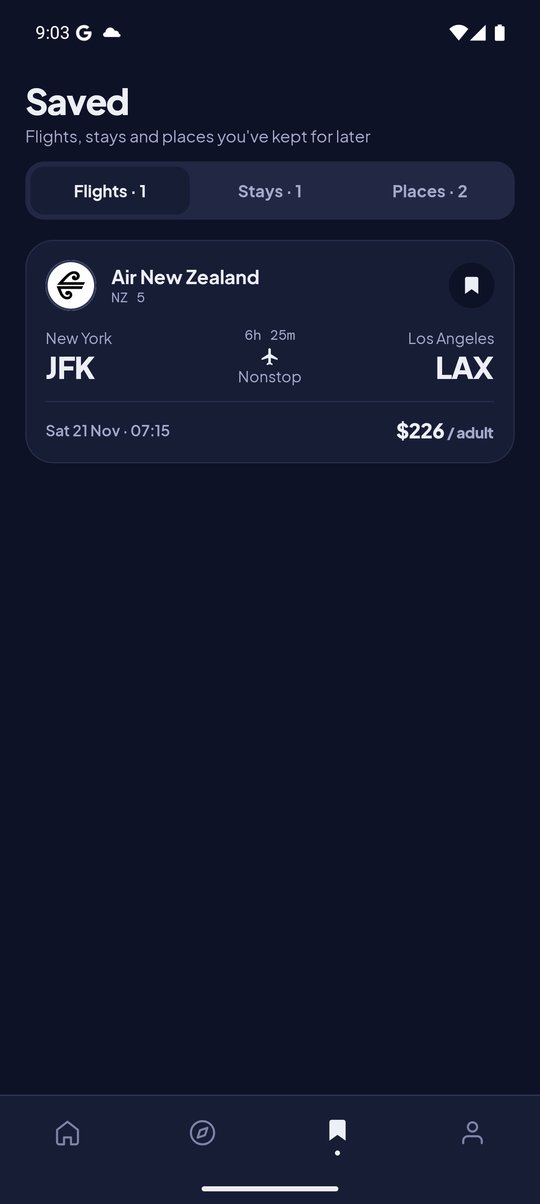 9:03
Saved
Flights, stays and places you've kept for later
Flights · 1
Stays · 1
Places · 2
Air New Zealand
NZ 5
New York
6h 25m
Los Angeles
JFK
Nonstop
LAX
Sat 21 Nov · 07:15
$226 / adult